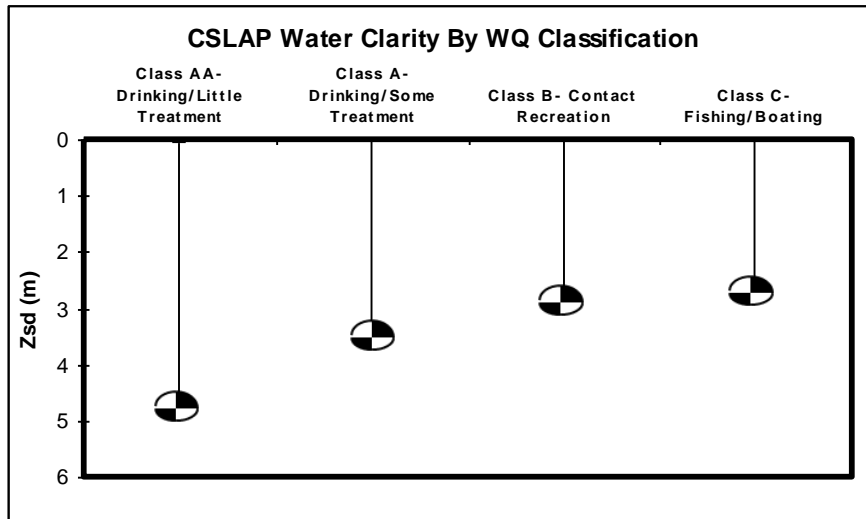 CSLAP Water Clarity By WQ Classification
Class AA-
Drinking/Little
Treatment
Class A-
Drinking/Some
Treatment
Class B- Contact
Recreation
Class C-
Fishing/Boating
0
1
2
3
4
5
6
Zsd (m)